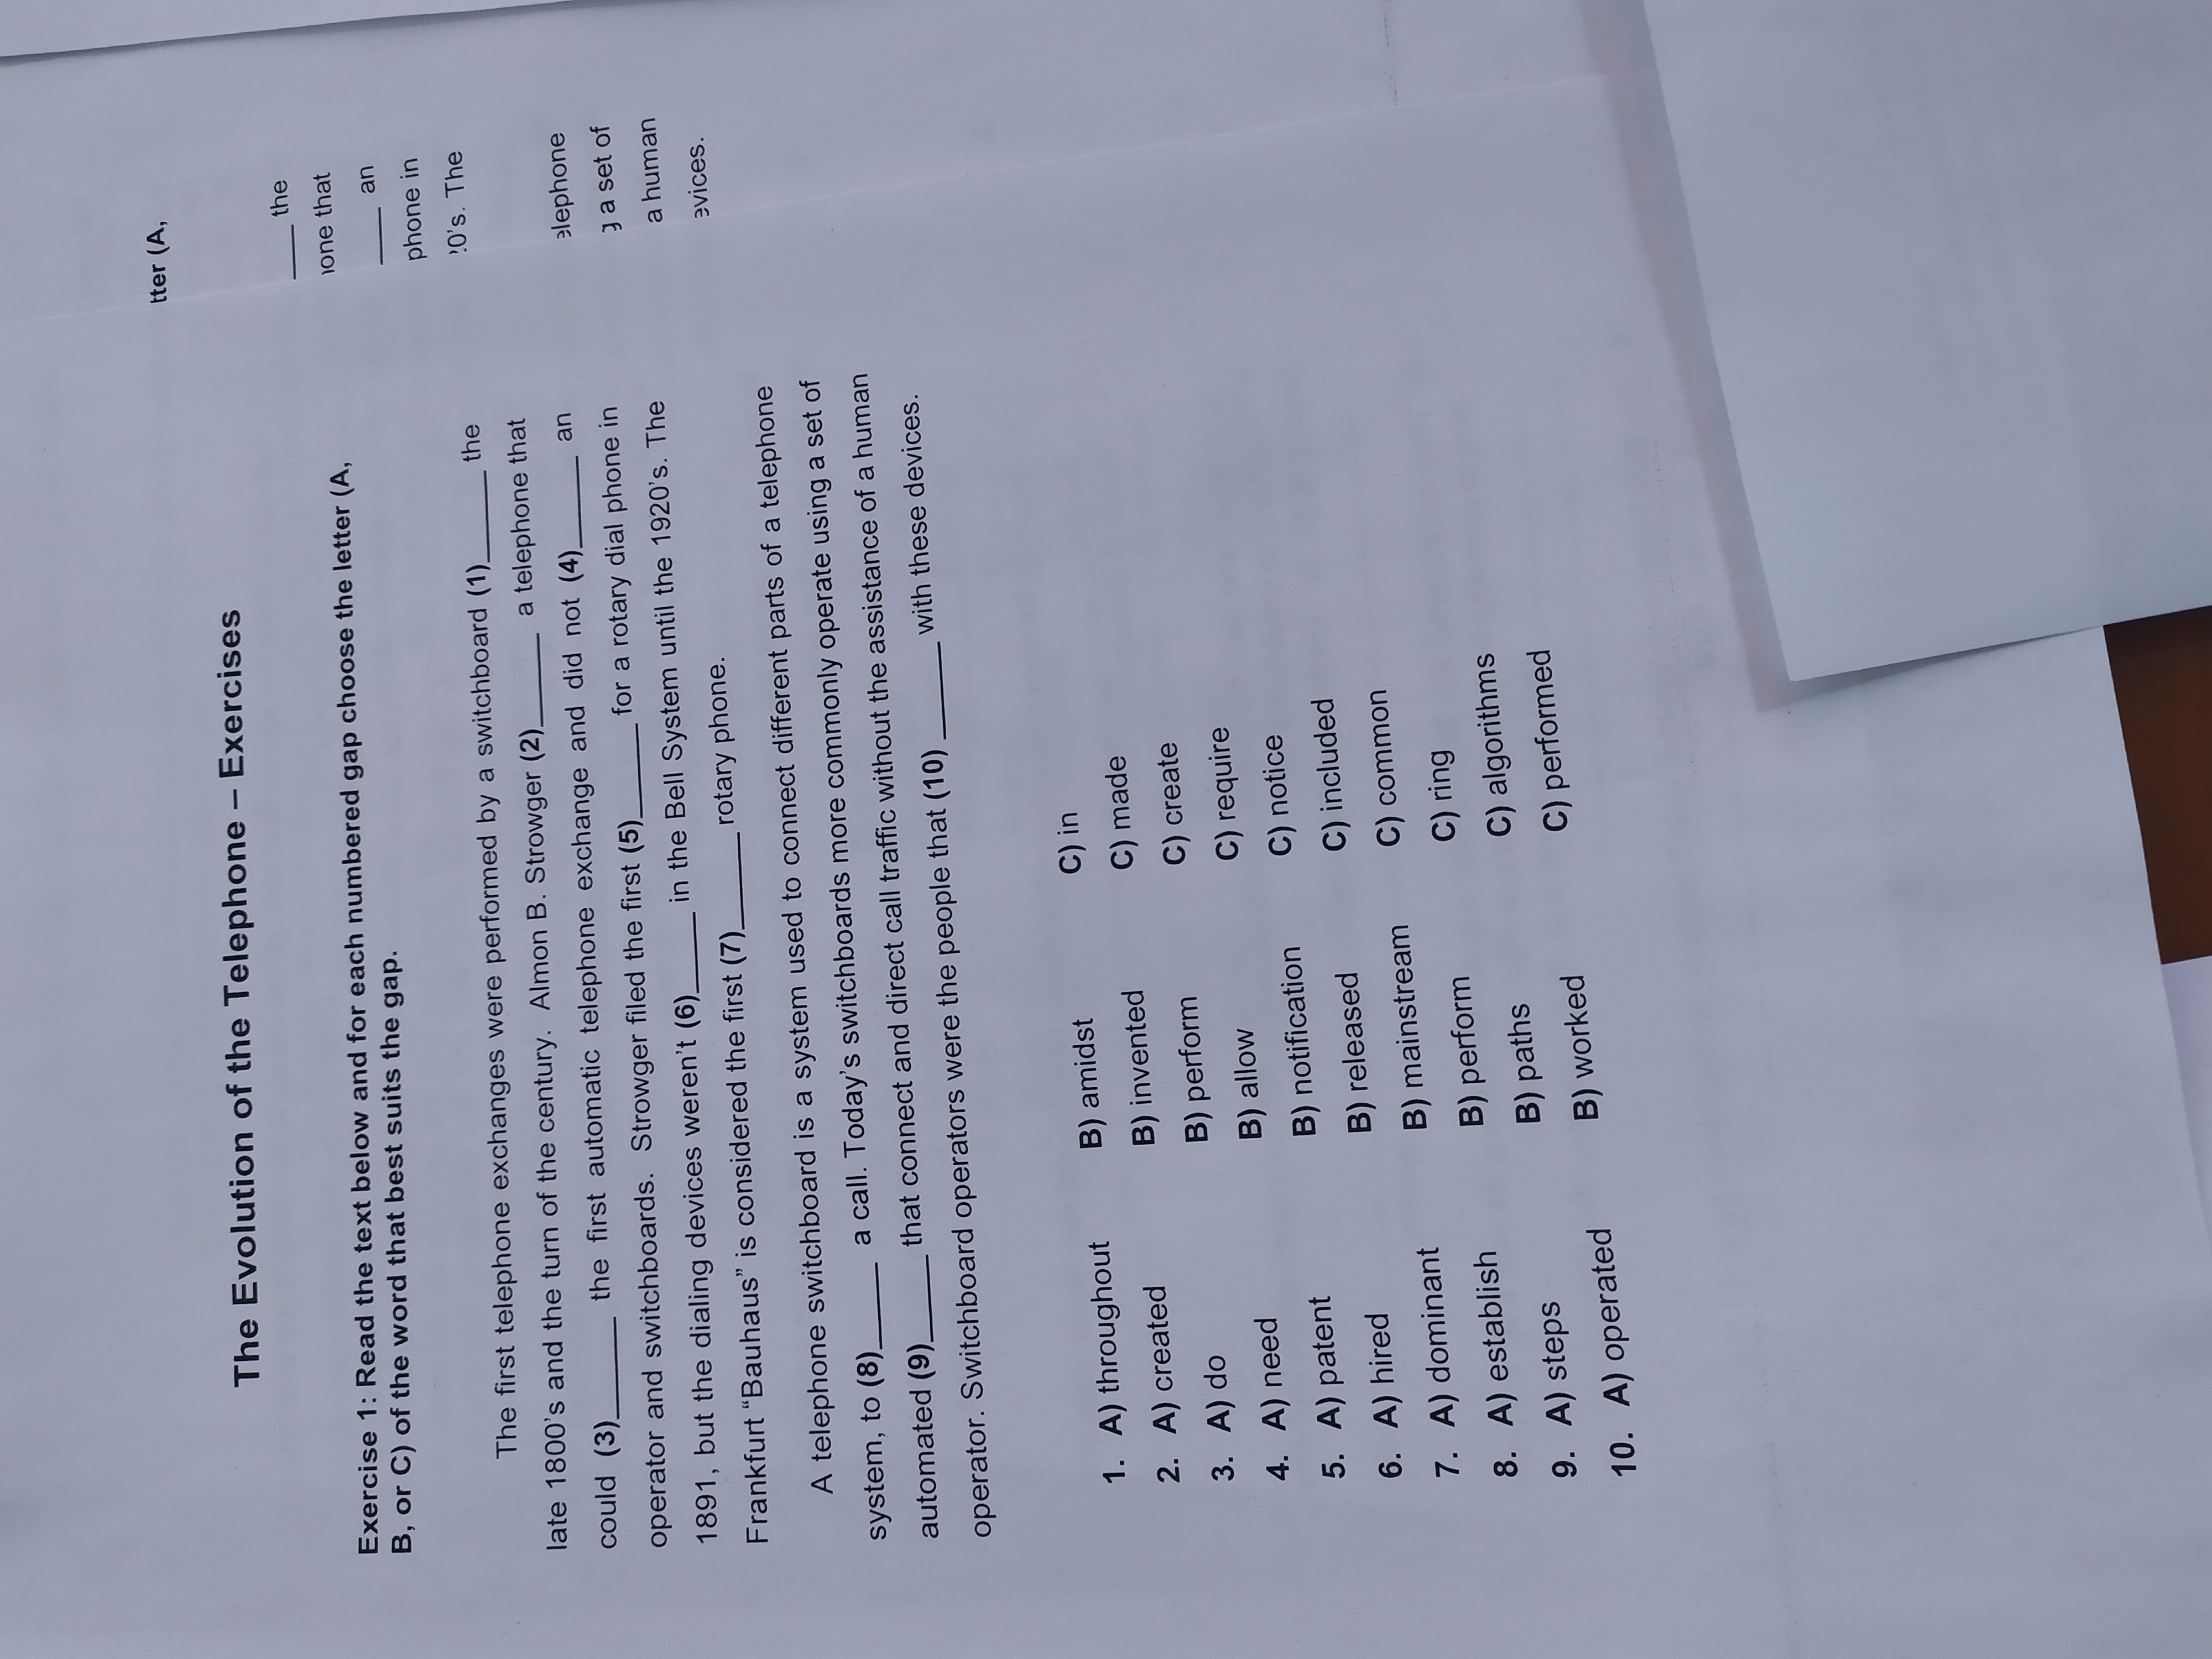 The Evolution of the Telephone – Exercises
Exercise 1: Read the text below and for each numbered gap choose the letter (A,
B, or C) of the word that best suits the gap.
The first telephone exchanges were performed by a switchboard (1)______ the
late 1800's and the turn of the century. Almon B. Strowger (2)______ a telephone that
could (3)______ the first automatic telephone exchange and did not (4)______ an
operator and switchboards. Strowger filed the first (5)______ for a rotary dial phone in
1891, but the dialing devices weren't (6)_____ in the Bell System until the 1920's. The
Frankfurt “Bauhaus” is considered the first (7)______ rotary phone.
A telephone switchboard is a system used to connect different parts of a telephone
system, to (8)______ a call. Today's switchboards more commonly operate using a set of
automated (9)______ that connect and direct call traffic without the assistance of a human
operator. Switchboard operators were the people that (10) ______ with these devices.
1. A) throughout B) amidst C) in
2. A) created B) invented C) made
3. A) do B) perform C) create
4. A) need B) allow C) require
5. A) patent B) notification C) notice
6. A) hired B) released C) included
7. A) dominant B) mainstream C) common
8. A) establish B) perform C) ring
9. A) steps B) paths C) algorithms
10. A) operated B) worked C) performed
tter (A,
____ the
one that
____ an
phone in
20's. The
elephone
g a set of
a human
evices.